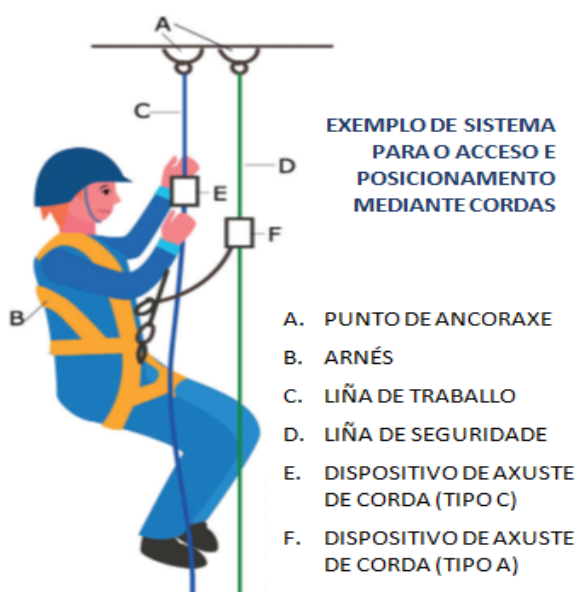 A
C
EXEMPLO DE SISTEMA
PARA O ACCESO E
POSICIONAMENTO
MEDIANTE CORDAS
D
E
F
B
A. PUNTO DE ANCORAXE
B. ARNÉS
C. LIÑA DE TRABALLO
D. LIÑA DE SEGURIDADE
E. DISPOSITIVO DE AXUSTE
DE CORDA (TIPO C)
F. DISPOSITIVO DE AXUSTE
DE CORDA (TIPO A)